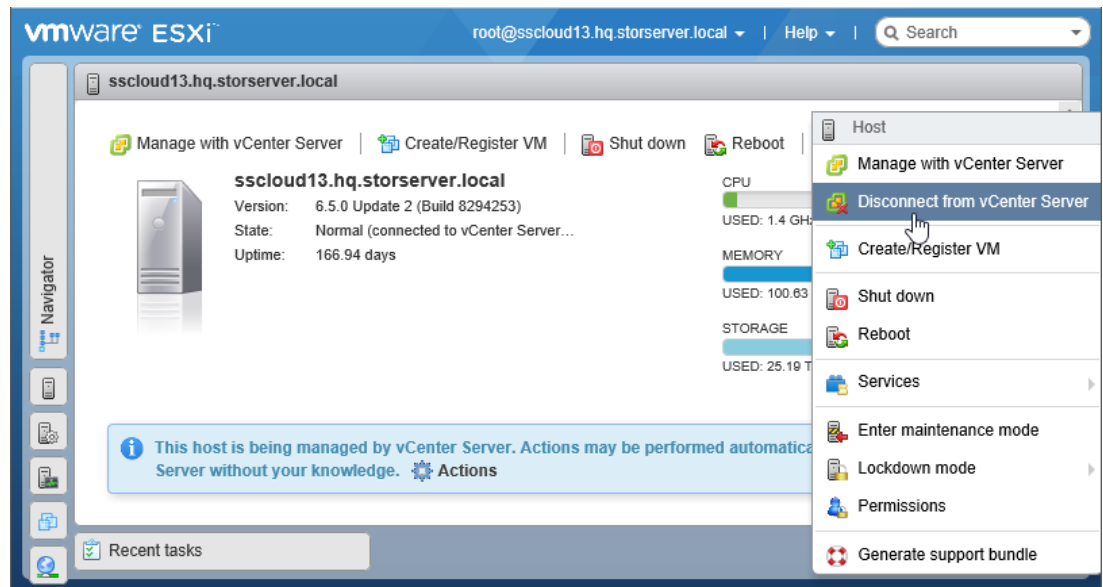 vmware ESXi™
root@sscloud13.hq.storserver.local | Help | Search
Navigator
sscloud13.hq.storserver.local
Manage with vCenter Server | Create/Register VM | Shut down Reboot |
sscloud13.hq.storserver.local
Version: 6.5.0 Update 2 (Build 8294253)
State: Normal (connected to vCenter Server...
Uptime: 166.94 days
CPU
USED: 1.4 GH
MEMORY
USED: 100.63
STORAGE
USED: 25.19 T
This host is being managed by vCenter Server. Actions may be performed automatica
Server without your knowledge. Actions
Recent tasks
Host
Manage with vCenter Server
Disconnect from vCenter Server
Create/Register VM
Shut down
Reboot
Services
Enter maintenance mode
Lockdown mode
Permissions
Generate support bundle